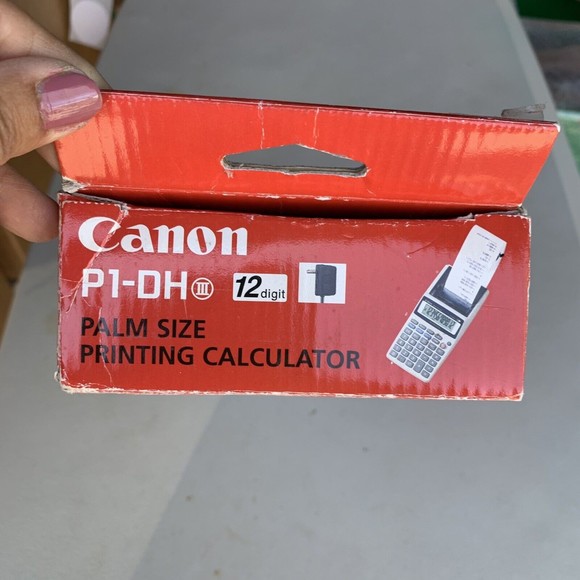 Canon
P1-DH III 12 digit
PALM SIZE
PRINTING CALCULATOR